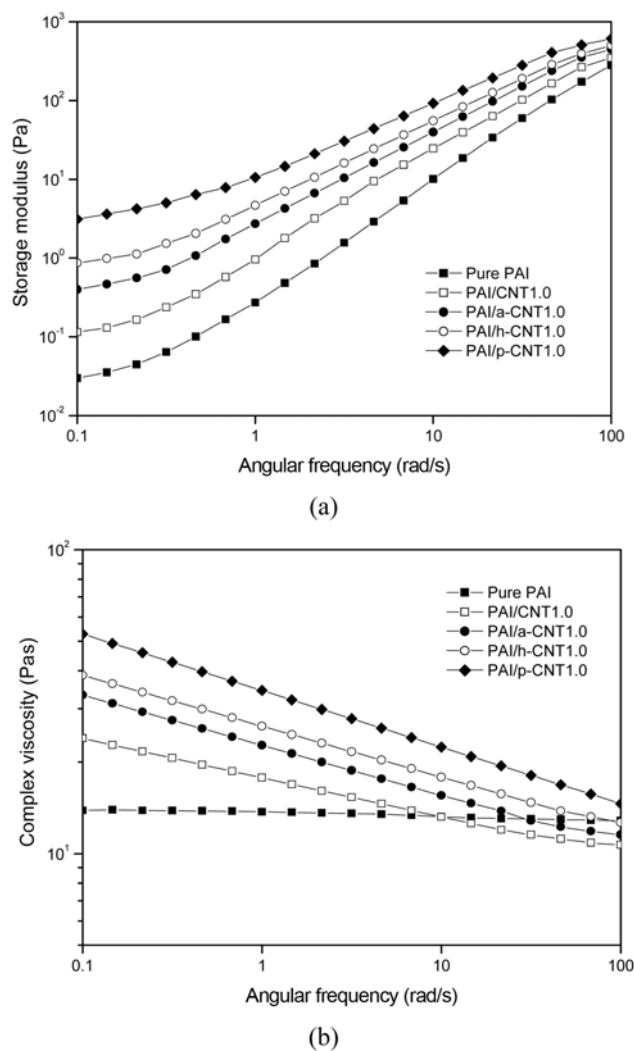 10³
10²
10¹
10⁰
10⁻¹
10⁻²
Storage modulus (Pa)
Pure PAI
PAI/CNT1.0
PAI/a-CNT1.0
PAI/h-CNT1.0
PAI/p-CNT1.0
0.1 1 10 100
Angular frequency (rad/s)
(a)
10²
10¹
Complex viscosity (Pas)
Pure PAI
PAI/CNT1.0
PAI/a-CNT1.0
PAI/h-CNT1.0
PAI/p-CNT1.0
0.1 1 10 100
Angular frequency (rad/s)
(b)